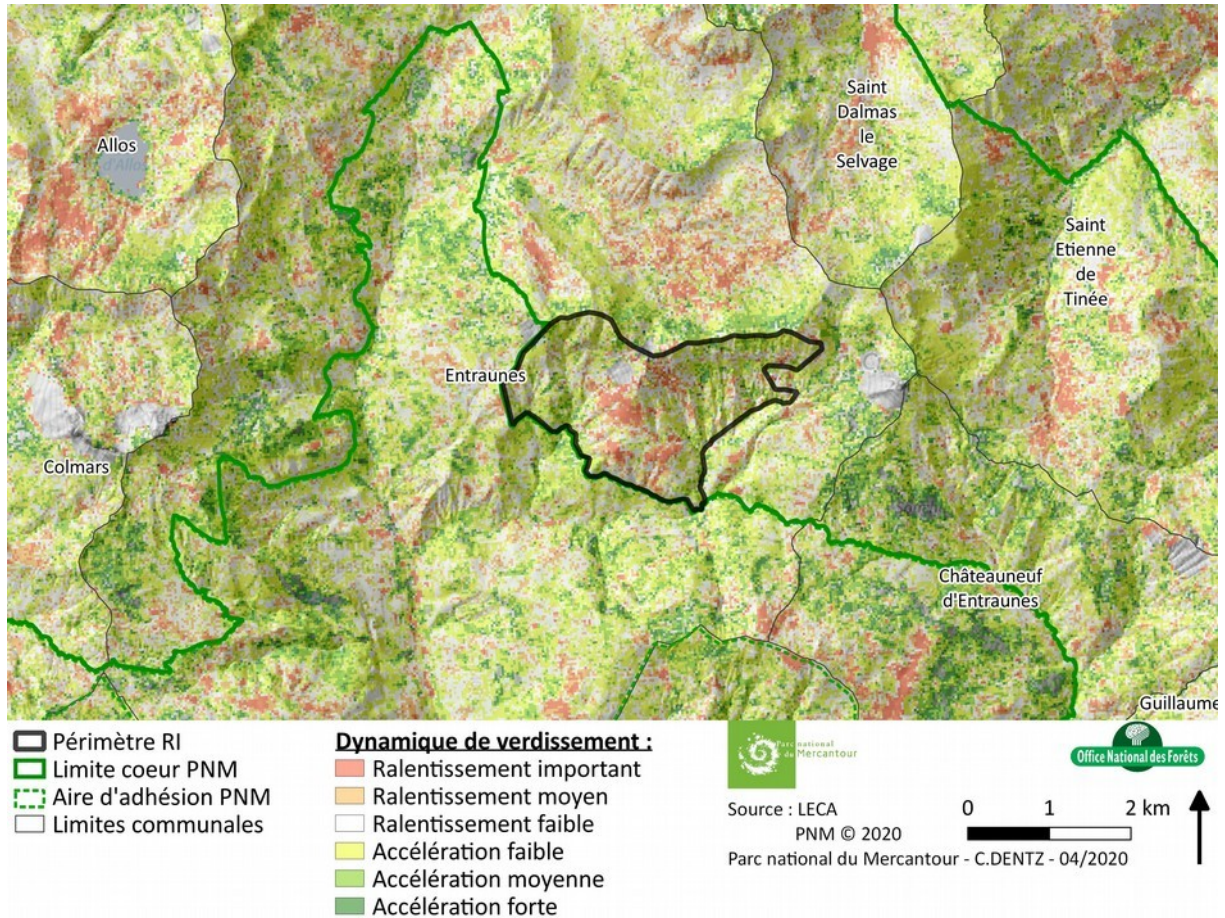 Saint
Dalmas
le
Selvage
Allos
d'Allos
Saint
Etienne
de
Tinée
Entraunes
Colmars
Châteauneuf
d'Entraunes
Guillaume
Périmètre RI
Limite coeur PNM
Aire d'adhésion PNM
Limites communales
Dynamique de verdissement :
Ralentissement important
Ralentissement moyen
Ralentissement faible
Accélération faible
Accélération moyenne
Accélération forte
Parc national
du Mercantour
Office National des Forêts
Source : LECA
PNM © 2020
0 1 2 km
Parc national du Mercantour - C.DENTZ - 04/2020